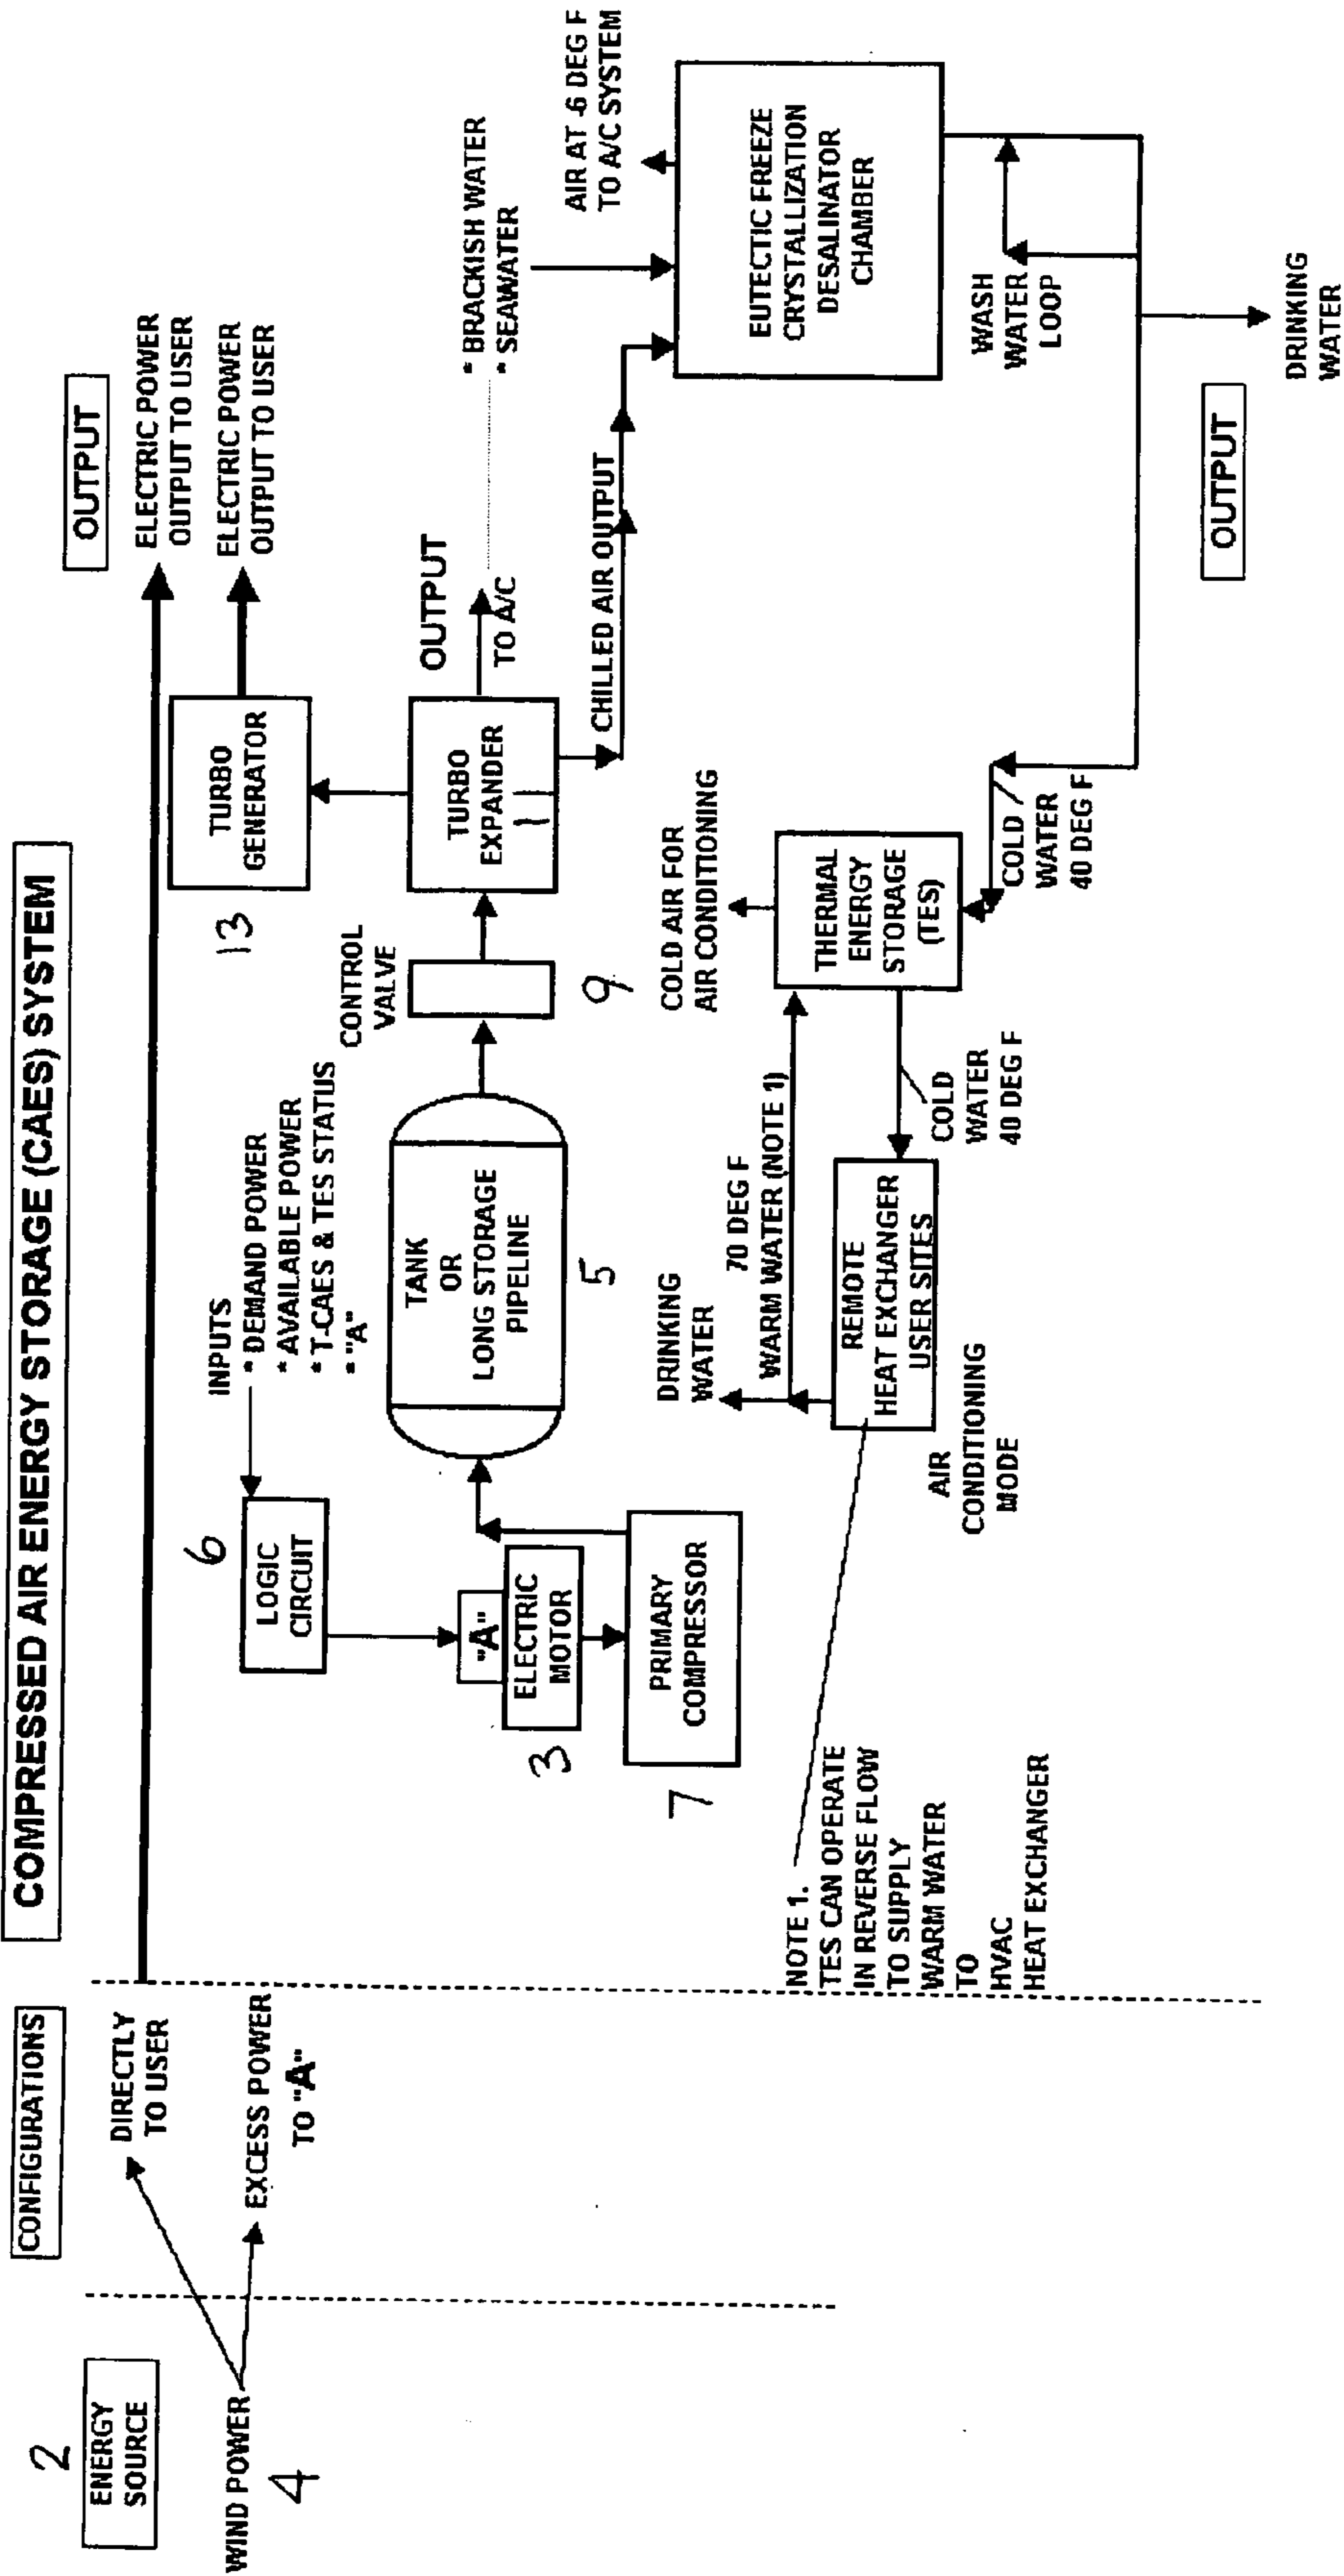 COMPRESSED AIR ENERGY STORAGE (CAES) SYSTEM
2
ENERGY
SOURCE
WIND POWER
4
CONFIGURATIONS
DIRECTLY
TO USER
EXCESS POWER
TO "A"
OUTPUT
ELECTRIC POWER
OUTPUT TO USER
ELECTRIC POWER
OUTPUT TO USER
6
LOGIC
CIRCUIT
INPUTS
* DEMAND POWER
* AVAILABLE POWER
* T-CAES & TES STATUS
* "A"
"A"
ELECTRIC
MOTOR
3
PRIMARY
COMPRESSOR
7
TANK
OR
LONG STORAGE
PIPELINE
5
CONTROL
VALVE
9
TURBO
EXPANDER
11
TURBO
GENERATOR
13
OUTPUT
TO A/C
CHILLED AIR OUTPUT
* BRACKISH WATER
* SEAWATER
AIR AT -6 DEG F
TO A/C SYSTEM
EUTECTIC FREEZE
CRYSTALLIZATION
DESALINATOR
CHAMBER
WASH
WATER
LOOP
DRINKING
WATER
OUTPUT
COLD
WATER
40 DEG F
COLD AIR FOR
AIR CONDITIONING
THERMAL
ENERGY
STORAGE
(TES)
COLD
WATER
40 DEG F
70 DEG F
WARM WATER (NOTE 1)
DRINKING
WATER
REMOTE
HEAT EXCHANGER
USER SITES
AIR
CONDITIONING
MODE
NOTE 1.
TES CAN OPERATE
IN REVERSE FLOW
TO SUPPLY
WARM WATER
TO
HVAC
HEAT EXCHANGER